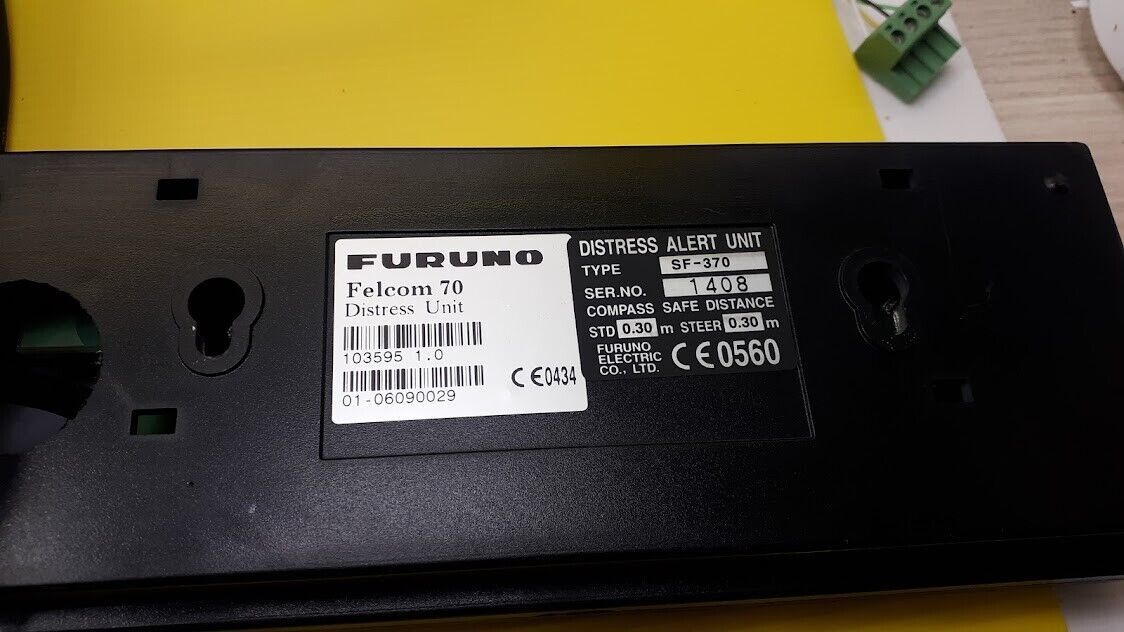 FURUNO
Felcom 70
Distress Unit
103595 1.0
01-06090029
CE0434
DISTRESS ALERT UNIT
TYPE SF-370
SER.NO. 1408
COMPASS SAFE DISTANCE
STD 0.30 m STEER 0.30 m
FURUNO
ELECTRIC
CO., LTD.
CE0560